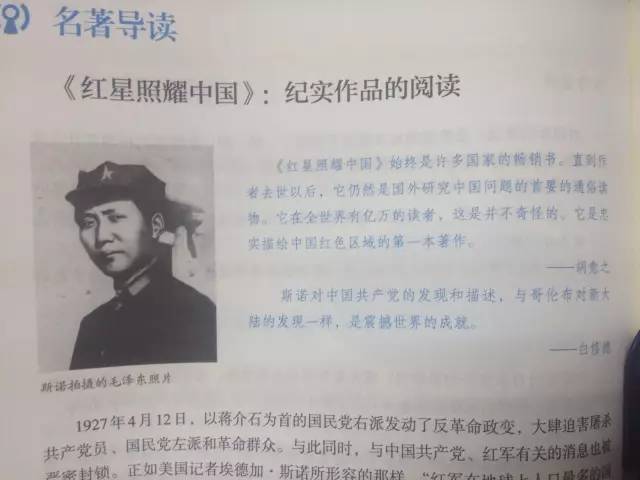 名著导读
《红星照耀中国》：纪实作品的阅读
《红星照耀中国》始终是许多国家的畅销书。直到作
者去世以后，它仍然是国外研究中国问题的首要的通俗读
物。它在全世界有亿万的读者，这是并不奇怪的。它是忠
实描绘中国红色区域的第一本著作。
——胡愈之
斯诺对中国共产党的发现和描述，与哥伦布对新大
陆的发现一样，是震撼世界的成就。
——白修德
斯诺拍摄的毛泽东照片
1927年4月12日，以蒋介石为首的国民党右派发动了反革命政变，大肆迫害屠杀
共产党员、国民党左派和革命群众。与此同时，与中国共产党、红军有关的消息也被
严密封锁。正如美国记者埃德加·斯诺所形容的那样，“红军在地球上人口最多的国